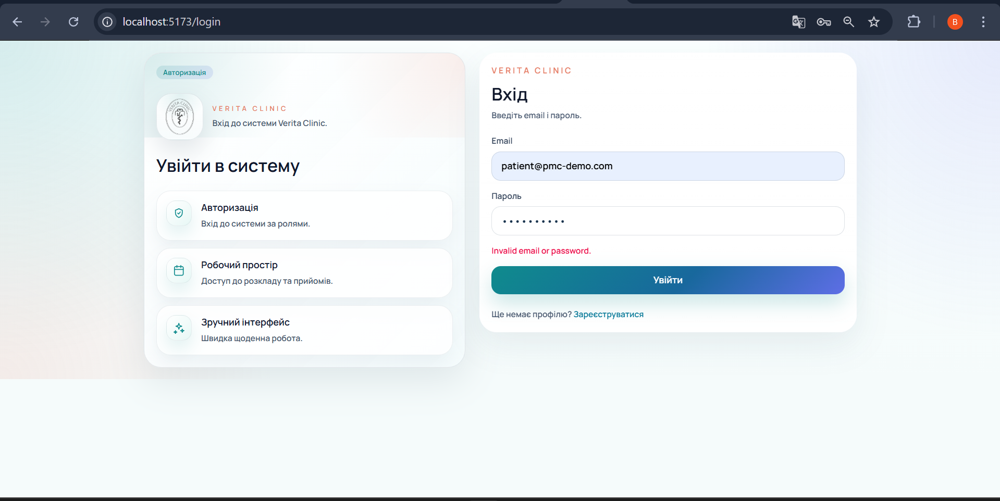 localhost:5173/login
B
Авторизація
VERITA CLINIC
VERITA CLINIC
Вхід до системи Verita Clinic.
Увійти в систему
Авторизація
Вхід до системи за ролями.
Робочий простір
Доступ до розкладу та прийомів.
Зручний інтерфейс
Швидка щоденна робота.
VERITA CLINIC
Вхід
Введіть email і пароль.
Email
patient@pmc-demo.com
Пароль
••••••••••
Invalid email or password.
Увійти
Ще немає профілю? Зареєструватися